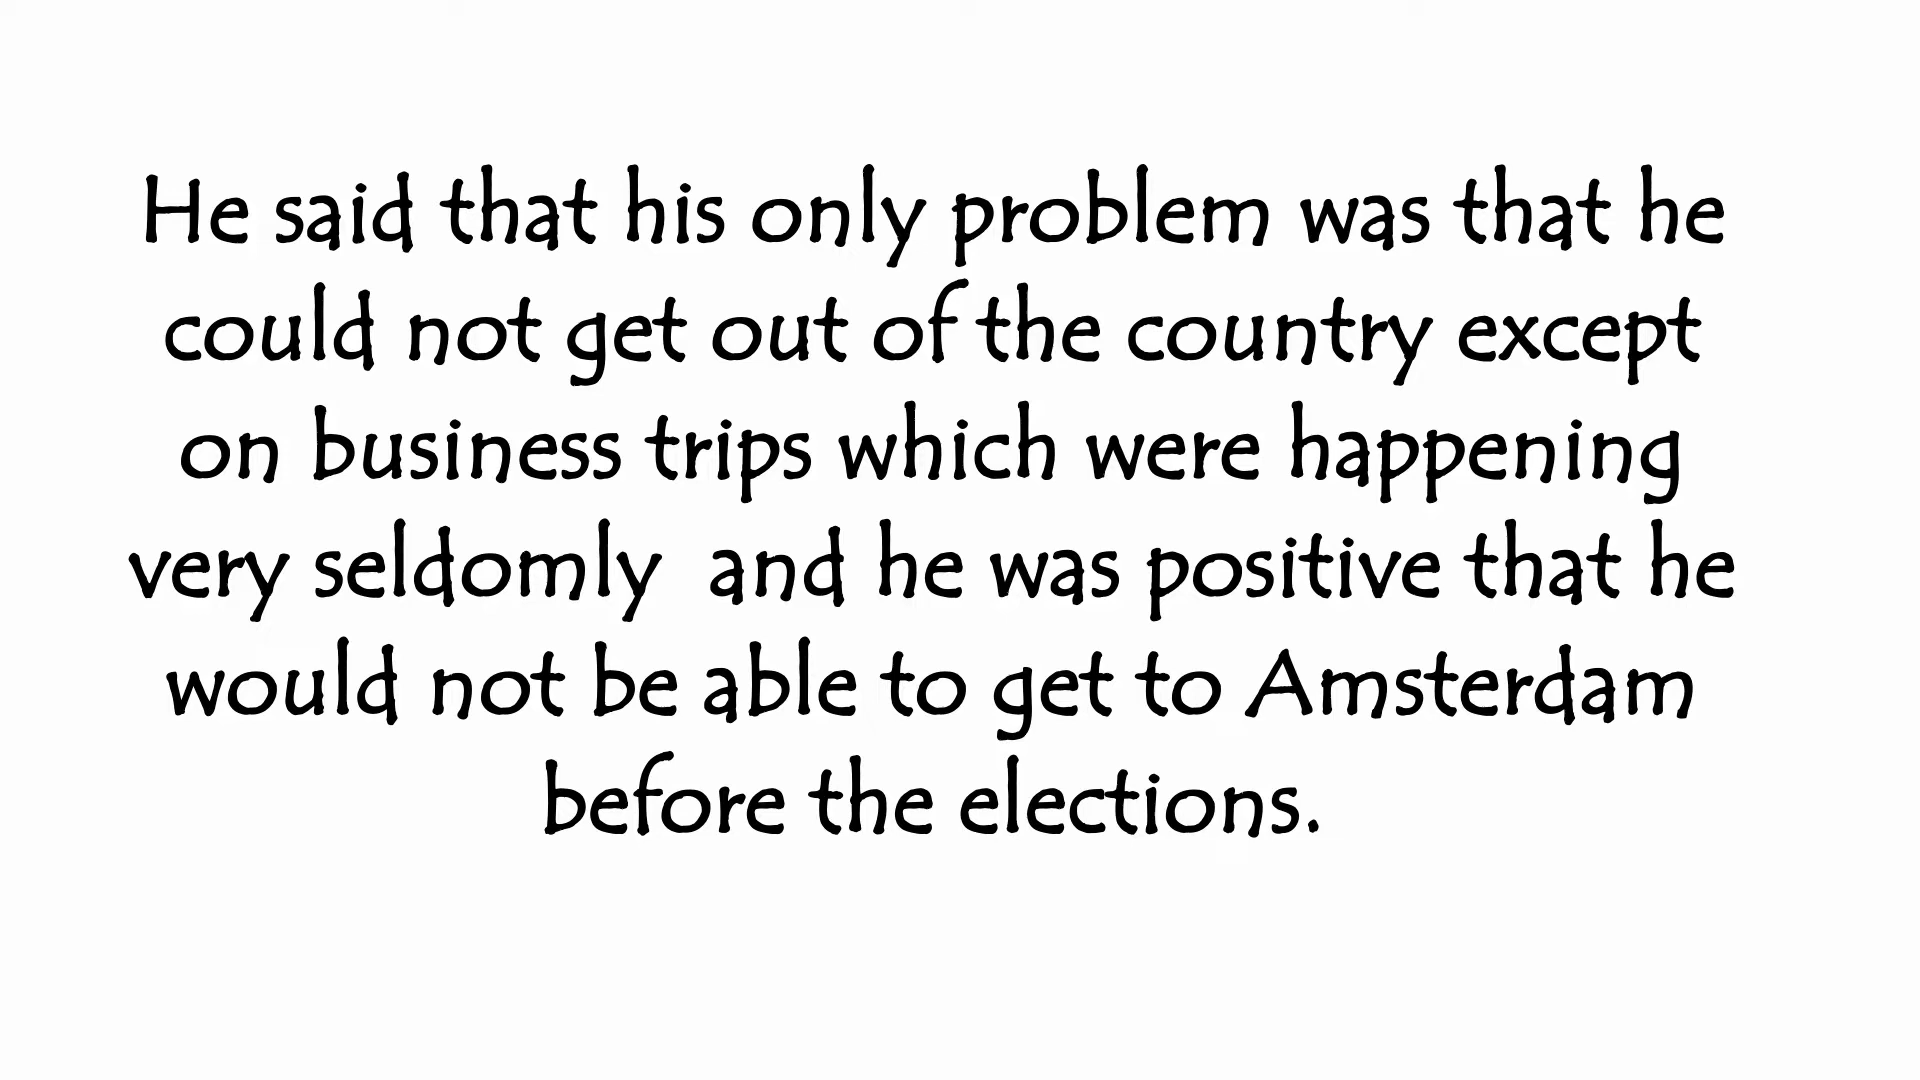 He said that his only problem was that he
could not get out of the country except
on business trips which were happening
very seldomly  and he was positive that he
would not be able to get to Amsterdam
before the elections.